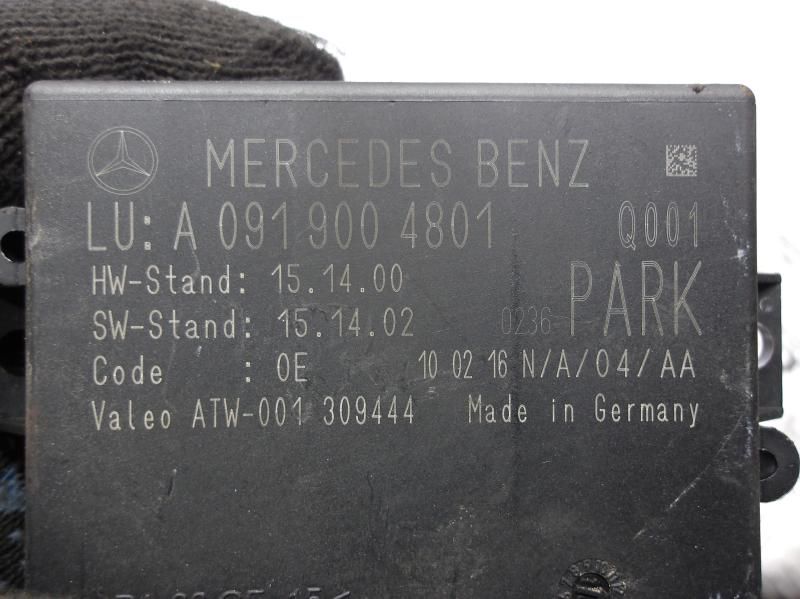 MERCEDES BENZ
LU: A 091 900 4801 Q001
HW-Stand: 15.14.00
SW-Stand: 15.14.02 0236 PARK
Code : 0E 10 02 16 N/A/04/AA
Valeo ATW-001 309444 Made in Germany